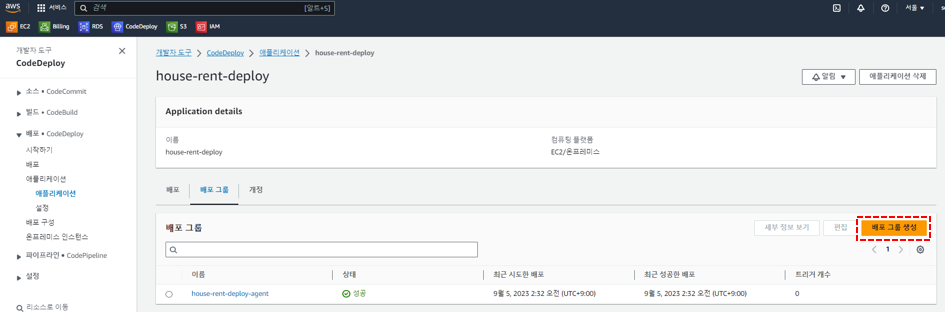 aws
서비스
검색
[알트+S]
서울
EC2
Billing
RDS
CodeDeploy
S3
IAM
개발자 도구
CodeDeploy
소스 • CodeCommit
빌드 • CodeBuild
배포 • CodeDeploy
시작하기
배포
애플리케이션
애플리케이션
설정
배포 구성
온프레미스 인스턴스
파이프라인 • CodePipeline
설정
리소스로 이동
개발자 도구 > CodeDeploy > 애플리케이션 > house-rent-deploy
house-rent-deploy
알림
애플리케이션 삭제
Application details
이름
house-rent-deploy
컴퓨팅 플랫폼
EC2/온프레미스
배포
배포 그룹
개정
배포 그룹
세부 정보 보기
편집
배포 그룹 생성
1
이름
상태
최근 시도한 배포
최근 성공한 배포
트리거 개수
house-rent-deploy-agent
성공
9월 5, 2023 2:32 오전 (UTC+9:00)
9월 5, 2023 2:32 오전 (UTC+9:00)
0